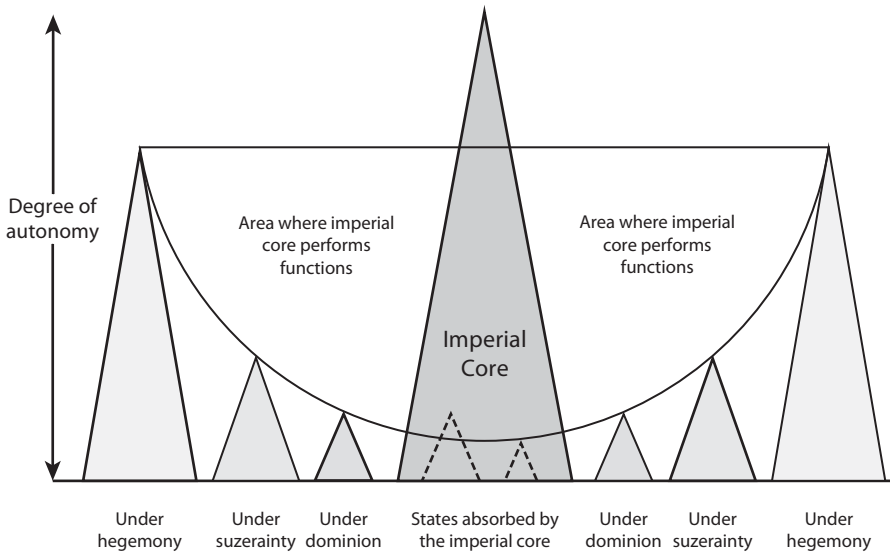 Degree of
autonomy
Area where imperial
core performs
functions
Area where imperial
core performs
functions
Imperial
Core
Under
hegemony
Under
suzerainty
Under
dominion
States absorbed by
the imperial core
Under
dominion
Under
suzerainty
Under
hegemony